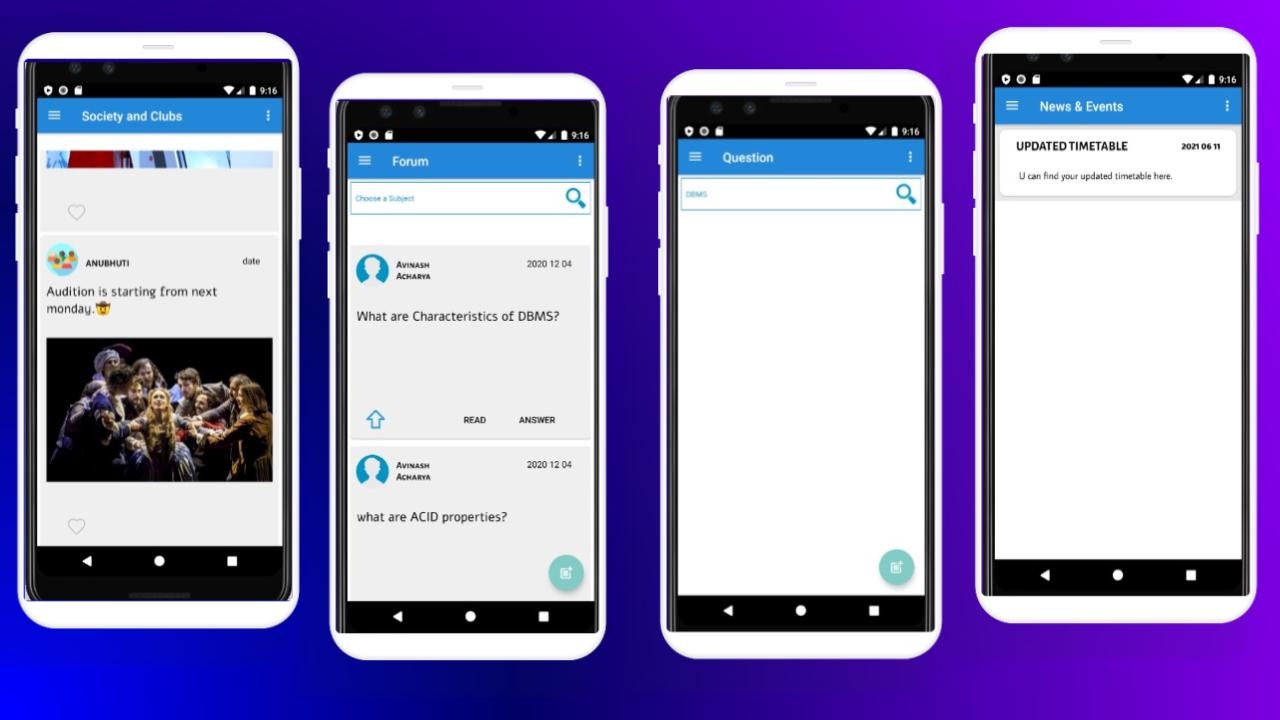 9:16
Society and Clubs
ANUBHUTI
date
Audition is starting from next
monday.🤠
9:16
Forum
Choose a Subject
AVINASH
ACHARYA
2020 12 04
What are Characteristics of DBMS?
READ
ANSWER
AVINASH
ACHARYA
2020 12 04
what are ACID properties?
9:16
Question
DBMS
9:16
News & Events
UPDATED TIMETABLE
2021 06 11
U can find your updated timetable here.